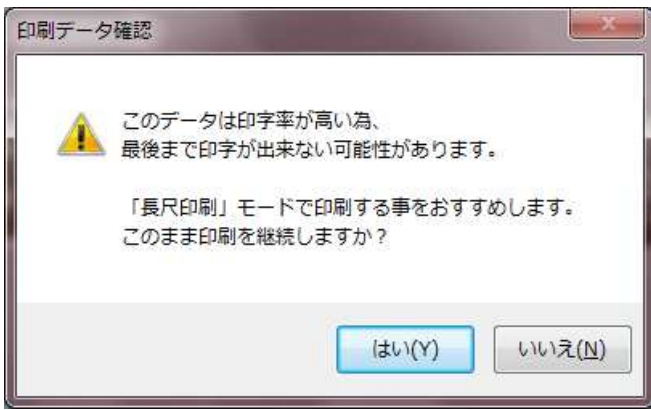 印刷データ確認
このデータは印字率が高い為、
最後まで印字が出来ない可能性があります。
「長尺印刷」モードで印刷する事をおすすめします。
このまま印刷を継続しますか？
はい(Y)
いいえ(N)